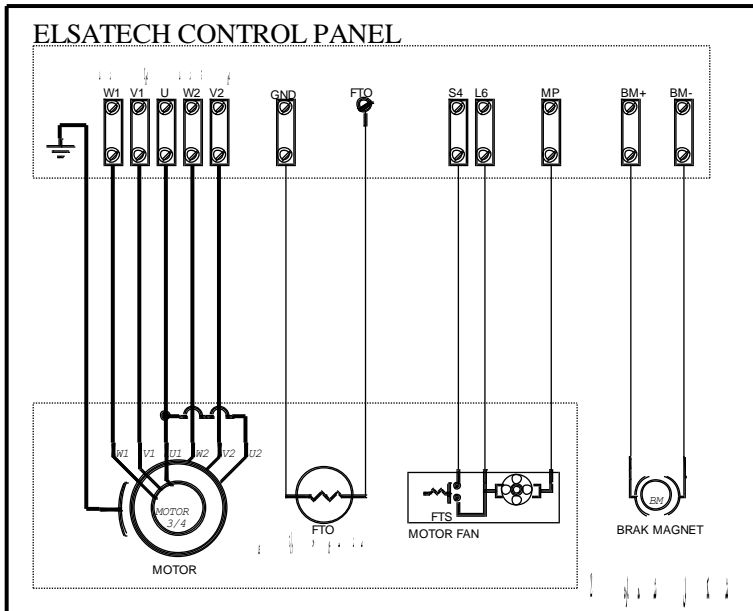 ELSATECH CONTROL PANEL
W1 V1 U W2 V2 GND FTO S4 L6 MP BM+ BM-
W1 V1 U1 W2 V2 U2
MOTOR
3/4
BM
FTS
FTO
MOTOR FAN
BRAK MAGNET
MOTOR